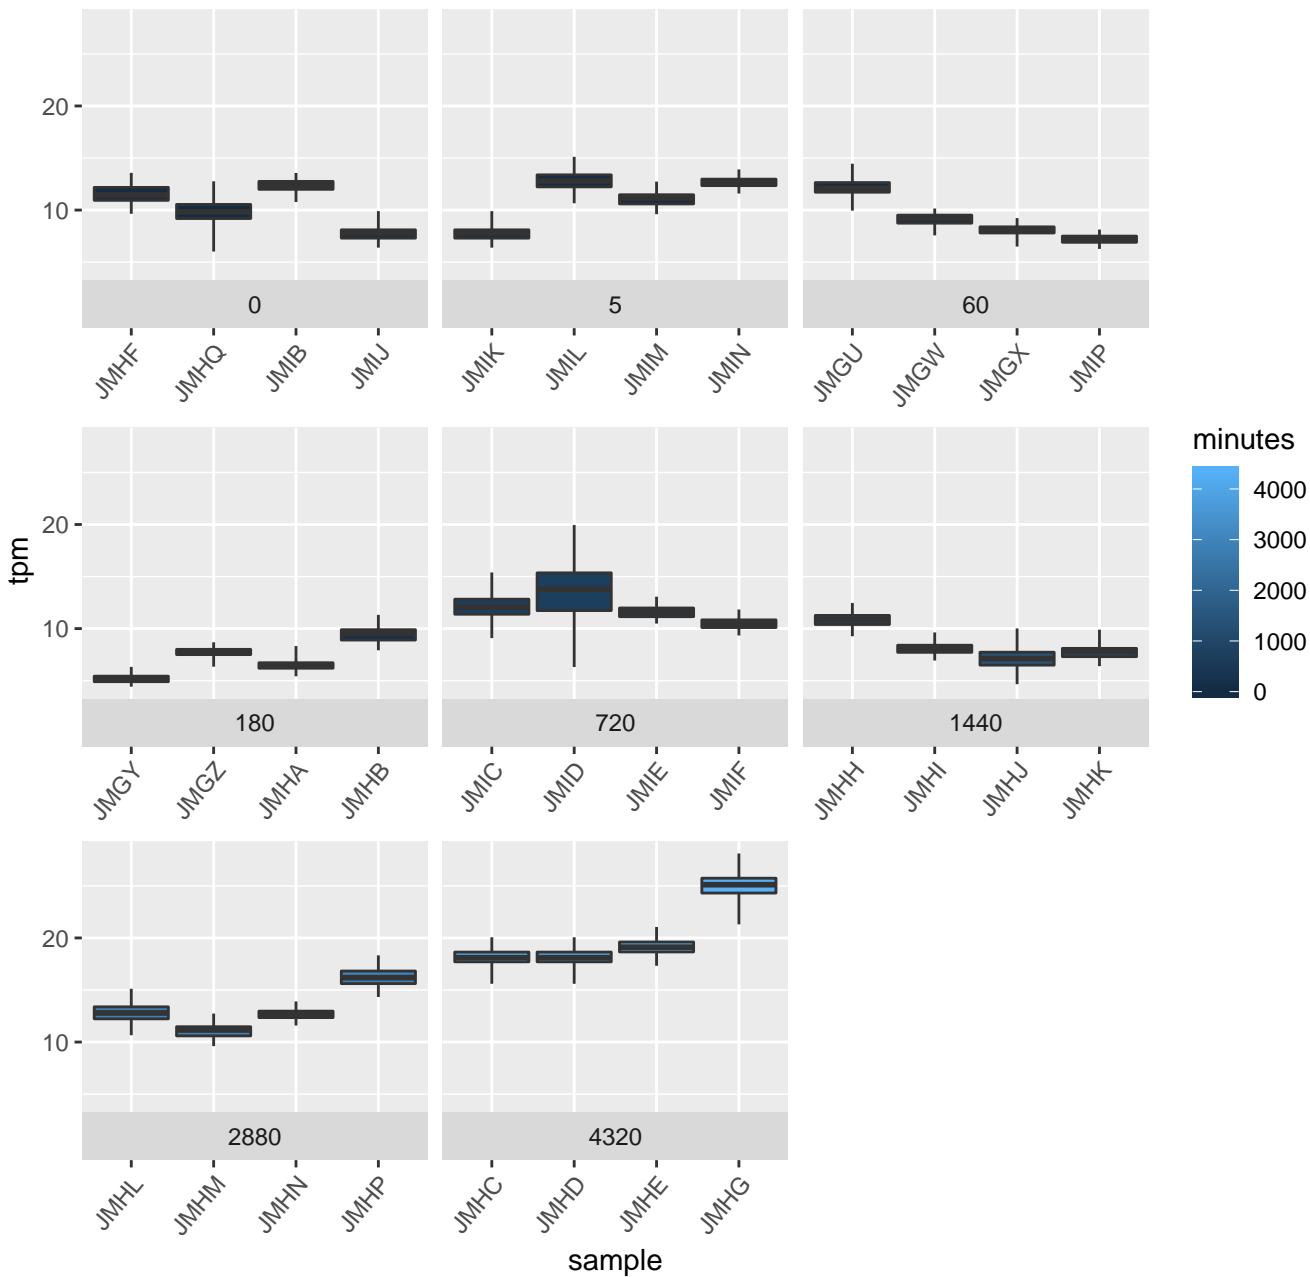 20
10
0
5
60
JMHF
JMHQ
JMIB
JMIJ
JMIK
JMIL
JMIM
JMIN
JMGU
JMGW
JMGX
JMIP
minutes
4000
3000
2000
1000
0
tpm
20
10
180
720
1440
JMGY
JMGZ
JMHA
JMHB
JMIC
JMID
JMIE
JMIF
JMHH
JMHI
JMHJ
JMHK
20
10
2880
4320
JMHL
JMHM
JMHN
JMHP
JMHC
JMHD
JMHE
JMHG
sample